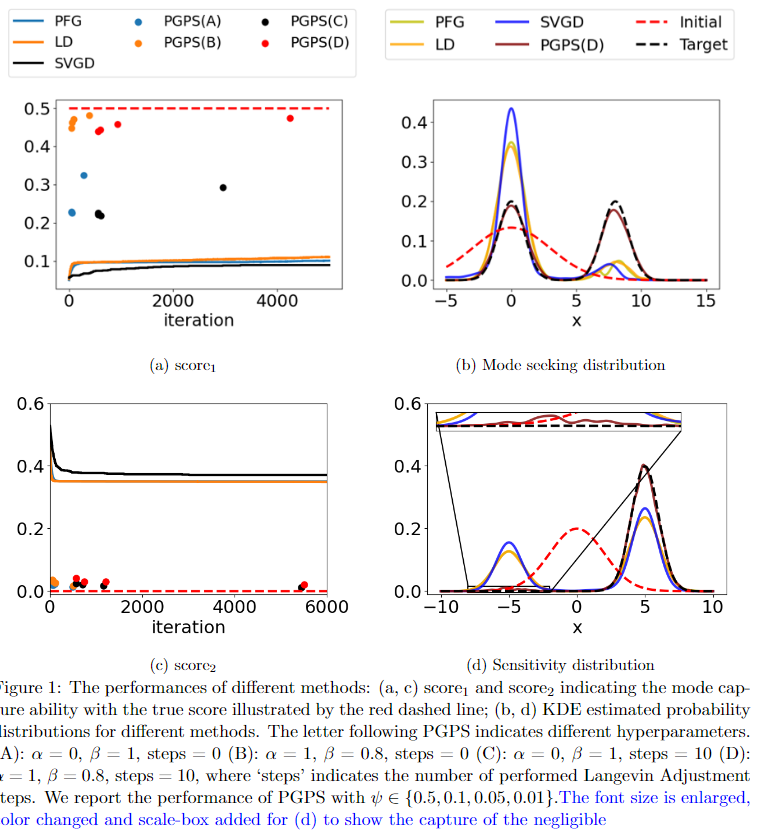 PFG
LD
SVGD
PGPS(A)
PGPS(B)
PGPS(C)
PGPS(D)
PFG
LD
SVGD
PGPS(D)
Initial
Target
0.5
0.4
0.3
0.2
0.1
0 2000 4000
iteration
0.4
0.3
0.2
0.1
0.0
−5 0 5 10 15
x
(a) score₁
(b) Mode seeking distribution
0.6
0.4
0.2
0.0
0 2000 4000 6000
iteration
0.6
0.4
0.2
0.0
−10 −5 0 5 10
x
(c) score₂
(d) Sensitivity distribution
igure 1: The performances of different methods: (a, c) score₁ and score₂ indicating the mode cap-
ure ability with the true score illustrated by the red dashed line; (b, d) KDE estimated probability
istributions for different methods. The letter following PGPS indicates different hyperparameters.
A): α = 0, β = 1, steps = 0 (B): α = 1, β = 0.8, steps = 0 (C): α = 0, β = 1, steps = 10 (D):
α = 1, β = 0.8, steps = 10, where ‘steps’ indicates the number of performed Langevin Adjustment
teps. We report the performance of PGPS with ψ ∈ {0.5, 0.1, 0.05, 0.01}.The font size is enlarged,
olor changed and scale-box added for (d) to show the capture of the negligible